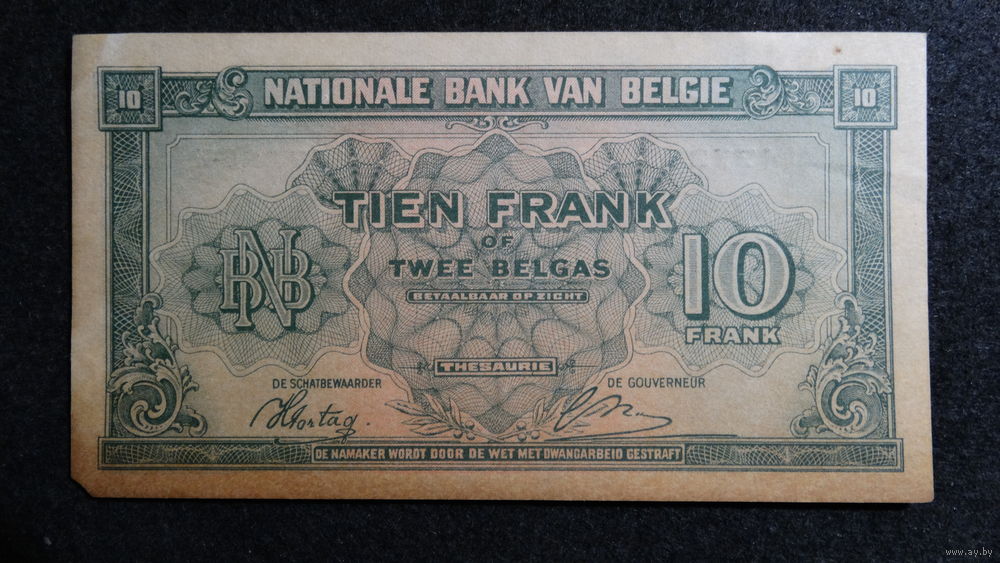 10 NATIONALE BANK VAN BELGIE 10
TIEN FRANK
OF
TWEE BELGAS
BETAALBAAR OP ZICHT
BNB
10
FRANK
THESAURIE
DE SCHATBEWAARDER
DE GOUVERNEUR
DE NAMAKER WORDT DOOR DE WET MET DWANGARBEID GESTRAFT
www.ay.by